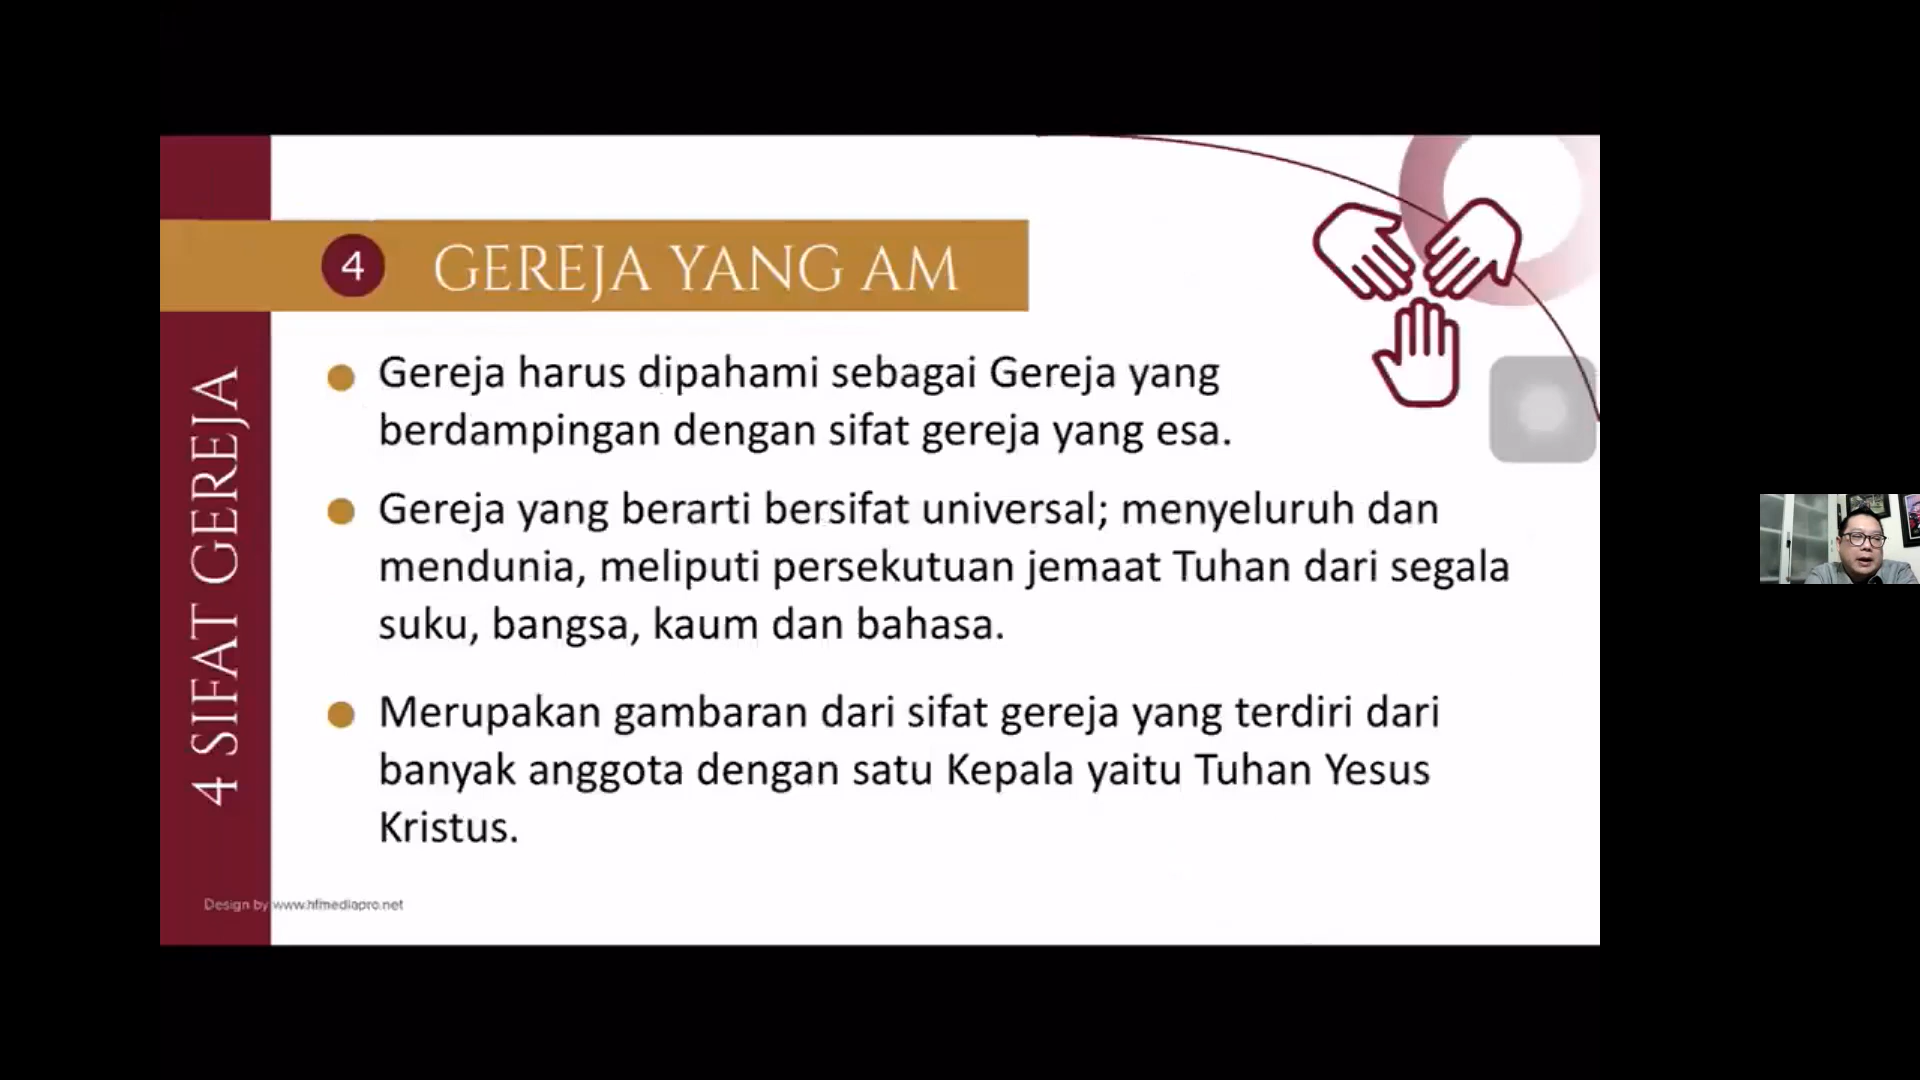 4 SIFAT GEREJA
4 GEREJA YANG AM
Gereja harus dipahami sebagai Gereja yang
berdampingan dengan sifat gereja yang esa.
Gereja yang berarti bersifat universal; menyeluruh dan
mendunia, meliputi persekutuan jemaat Tuhan dari segala
suku, bangsa, kaum dan bahasa.
Merupakan gambaran dari sifat gereja yang terdiri dari
banyak anggota dengan satu Kepala yaitu Tuhan Yesus
Kristus.
Design by www.hfmediapro.net